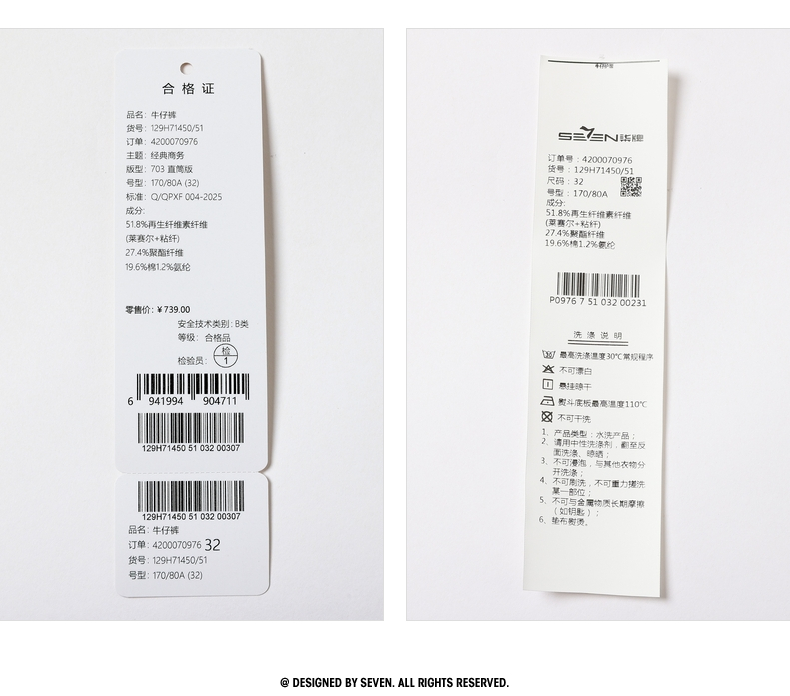 合格证
品名: 牛仔裤
货号: 129H71450/51
订单: 4200070976
主题: 经典商务
版型: 703 直筒版
号型: 170/80A (32)
标准: Q/QPXF 004-2025
成分:
51.8%再生纤维素纤维
(莱赛尔+粘纤)
27.4%聚酯纤维
19.6%棉1.2%氨纶
零售价: ¥739.00
安全技术类别: B类
等级: 合格品
检验员: 检 1
6 941994 904711
129H71450 51 032 00307
129H71450 51 032 00307
品名: 牛仔裤
订单: 4200070976 32
货号: 129H71450/51
号型: 170/80A (32)
SEVEN 柒牌
订单号: 4200070976
货号: 129H71450/51
尺码: 32
号型: 170/80A
成分:
51.8%再生纤维素纤维
(莱赛尔+粘纤)
27.4%聚酯纤维
19.6%棉1.2%氨纶
P0976 7 51 032 00231
洗涤说明
最高洗涤温度30℃常规程序
不可漂白
悬挂晾干
熨斗底板最高温度110℃
不可干洗
1、产品类型:水洗产品;
2、请用中性洗涤剂,翻至反
面洗涤、晾晒;
3、不可浸泡,与其他衣物分
开洗涤;
4、不可刷洗,不可重力搓洗
某一部位;
5、不可与金属物质长期摩擦
(如钥匙);
6、垫布熨烫。
@ DESIGNED BY SEVEN. ALL RIGHTS RESERVED.